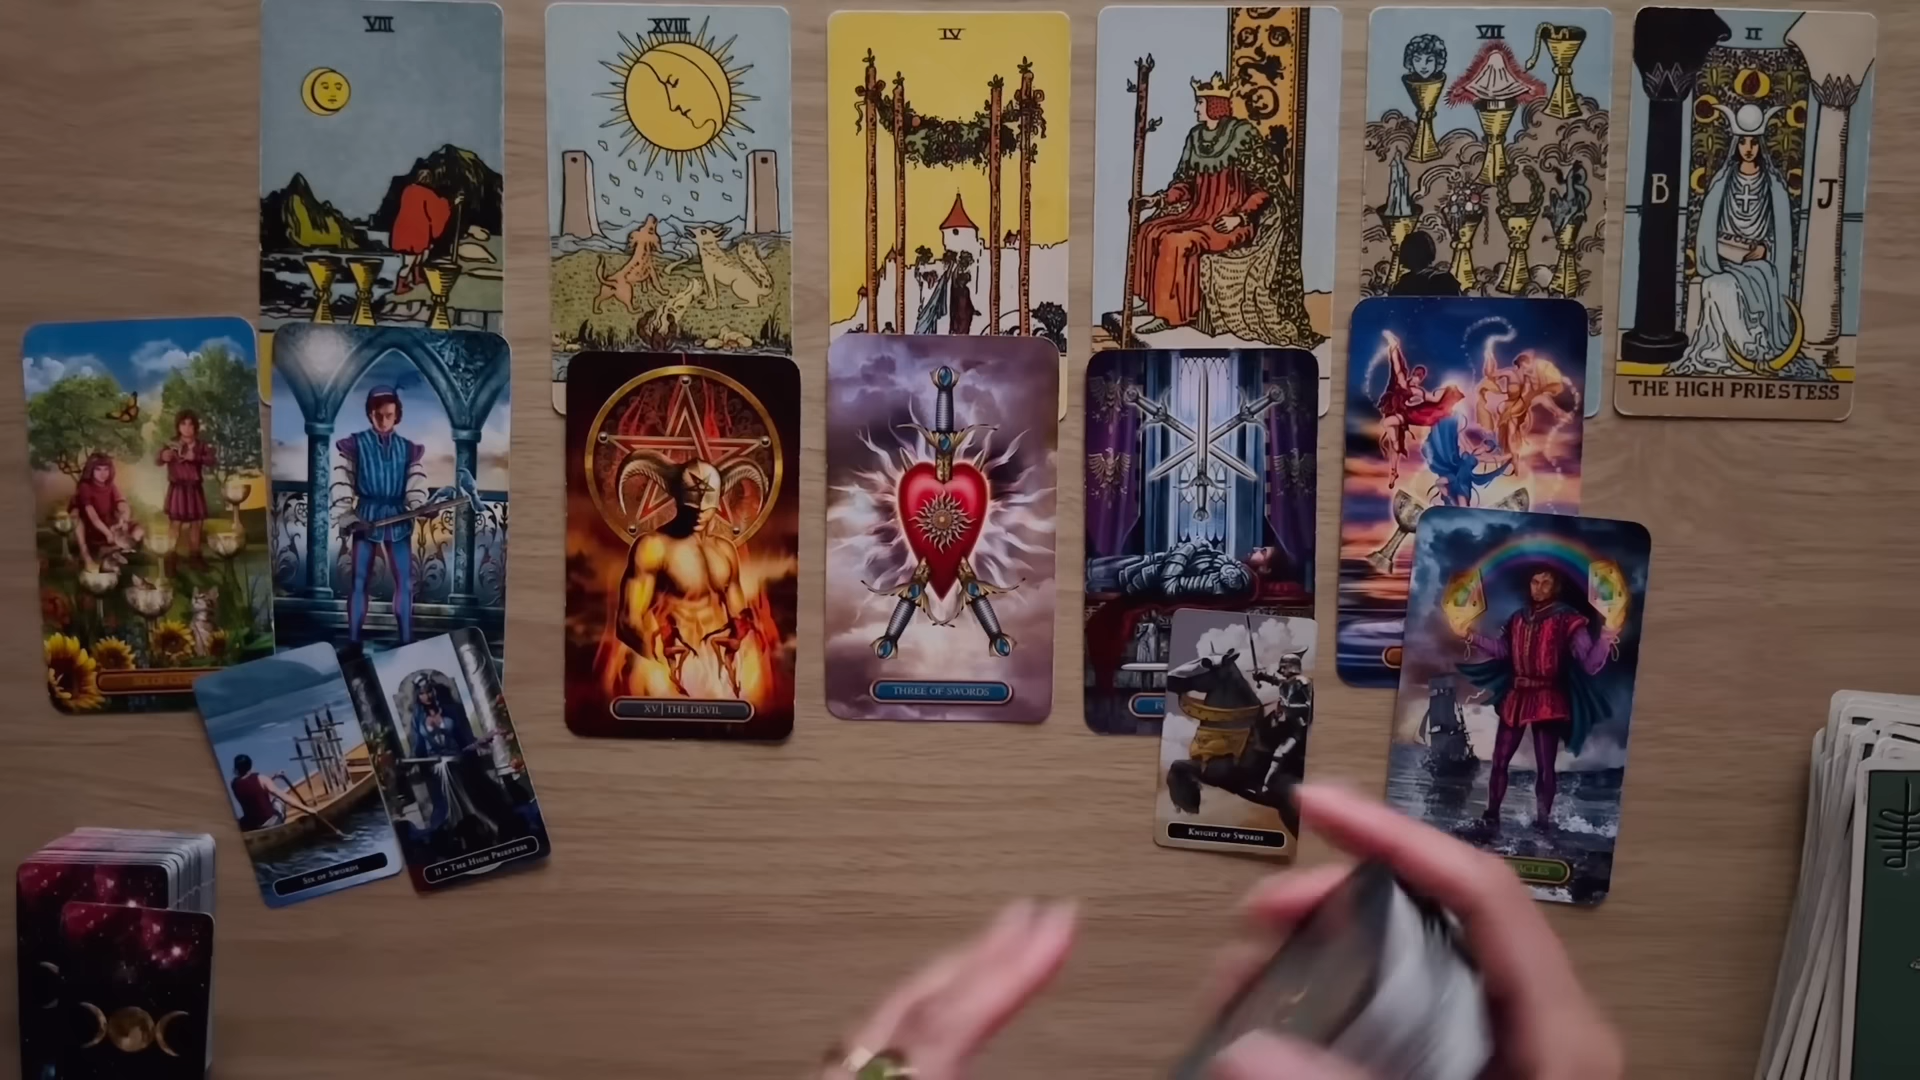 VIII
XVIII
IV
VII
II
B
J
THE HIGH PRIESTESS
XV | THE DEVIL
THREE OF SWORDS
KNIGHT OF SWORDS
SIX OF SWORDS
II • THE HIGH PRIESTESS